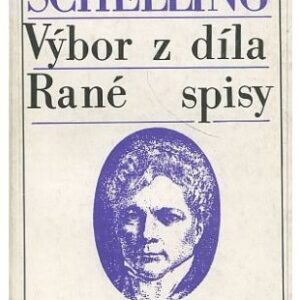 SCHELLING
Výbor z díla
Rané spisy